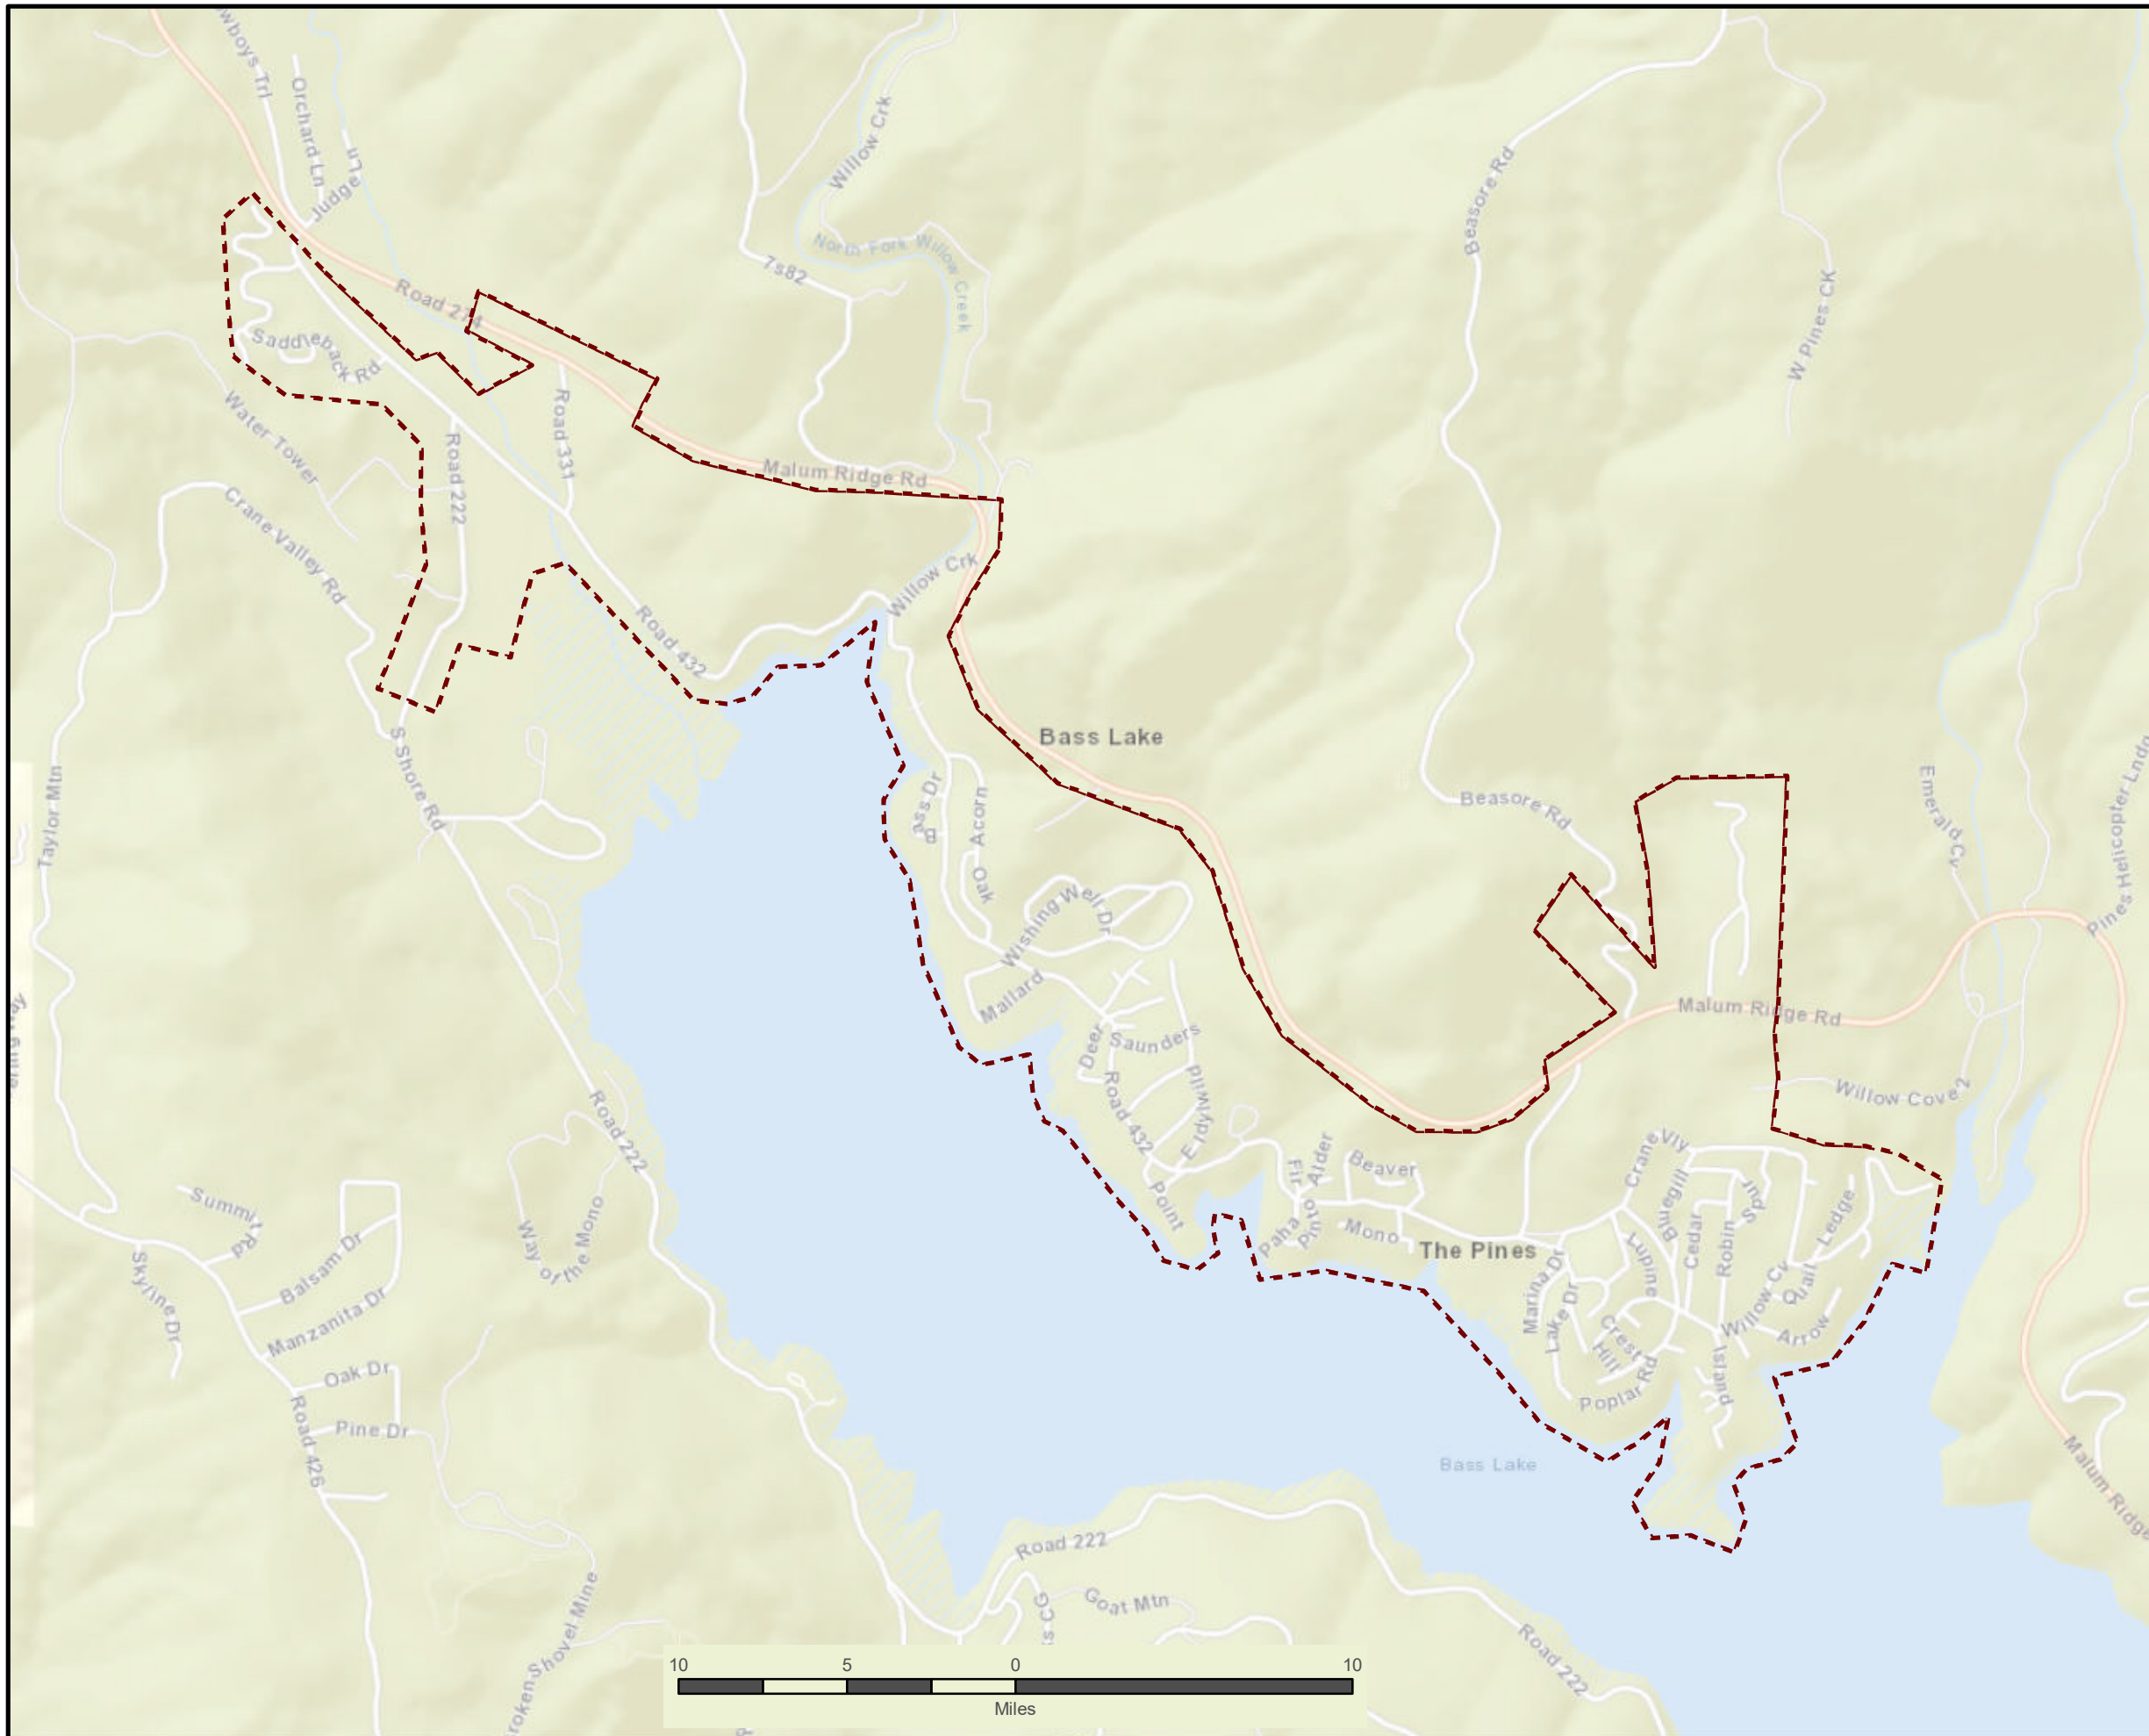 Orchard Ln
Judge
Ln
Willow Crk
North Fork Willow Creek
7s82
Beasore Rd
W Pines CK
Road 274
Saddleback Rd
Water Tower
Road 222
Road 331
Malum Ridge Rd
Crane Valley Rd
Willow Crk
Road 432
Bass Lake
S Shore Rd
Taylor Mtn
Beasore Rd
Emerald Cv
Pines Helicopter Lndg
Acorn
Oak
Wishing Well Dr
Mallard
Deer
Saunders
Road 432
E Idylwild
Point
Malum Ridge Rd
Willow Cove 2
Road 222
Way of the Mono
Summit Rd
Balsam Dr
Skyline Dr
Manzanita Dr
Oak Dr
Pine Dr
Road 426
Fir
Alder
Beaver
Paha
Pinto
Mono
The Pines
Crane Vly
Bluegill
Cedar
Robin
Spur
Ledge
Quail
Lupine
Marina Dr
Lake Dr
Willow Cv
Arrow
Crest
Hill
Island
Poplar Rd
Bass Lake
Malum Ridge
Road 222
Goat Mtn
Road 222
10 5 0 10
Miles